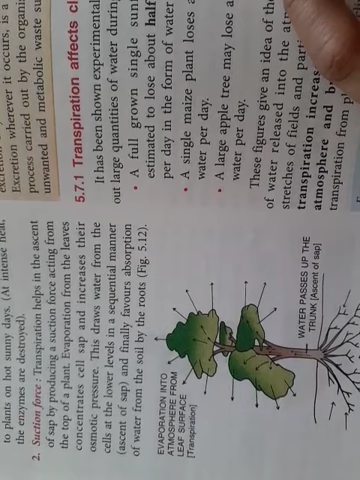 to plants on hot sunny days. (At intense heat,
the enzymes are destroyed).
2. Suction force : Transpiration helps in the ascent
of sap by producing a suction force acting from
the top of a plant. Evaporation from the leaves
concentrates cell sap and increases their
osmotic pressure. This draws water from the
cells at the lower levels in a sequential manner
(ascent of sap) and finally favours absorption
of water from the soil by the roots (Fig. 5.12).
EVAPORATION INTO
ATMOSPHERE FROM
LEAF SURFACE
[Transpiration]
WATER PASSES UP THE
TRUNK [Ascent of sap]
Excretion wherever it occurs, is a
process carried out by the organis
unwanted and metabolic waste su
5.7.1 Transpiration affects cl
It has been shown experimental
out large quantities of water durin
• A full grown single sunf
estimated to lose about half
per day in the form of water
• A single maize plant loses a
water per day.
• A large apple tree may lose a
water per day.
These figures give an idea of the
of water released into the atm
stretches of fields and part
transpiration increas
atmosphere and b
transpiration from p